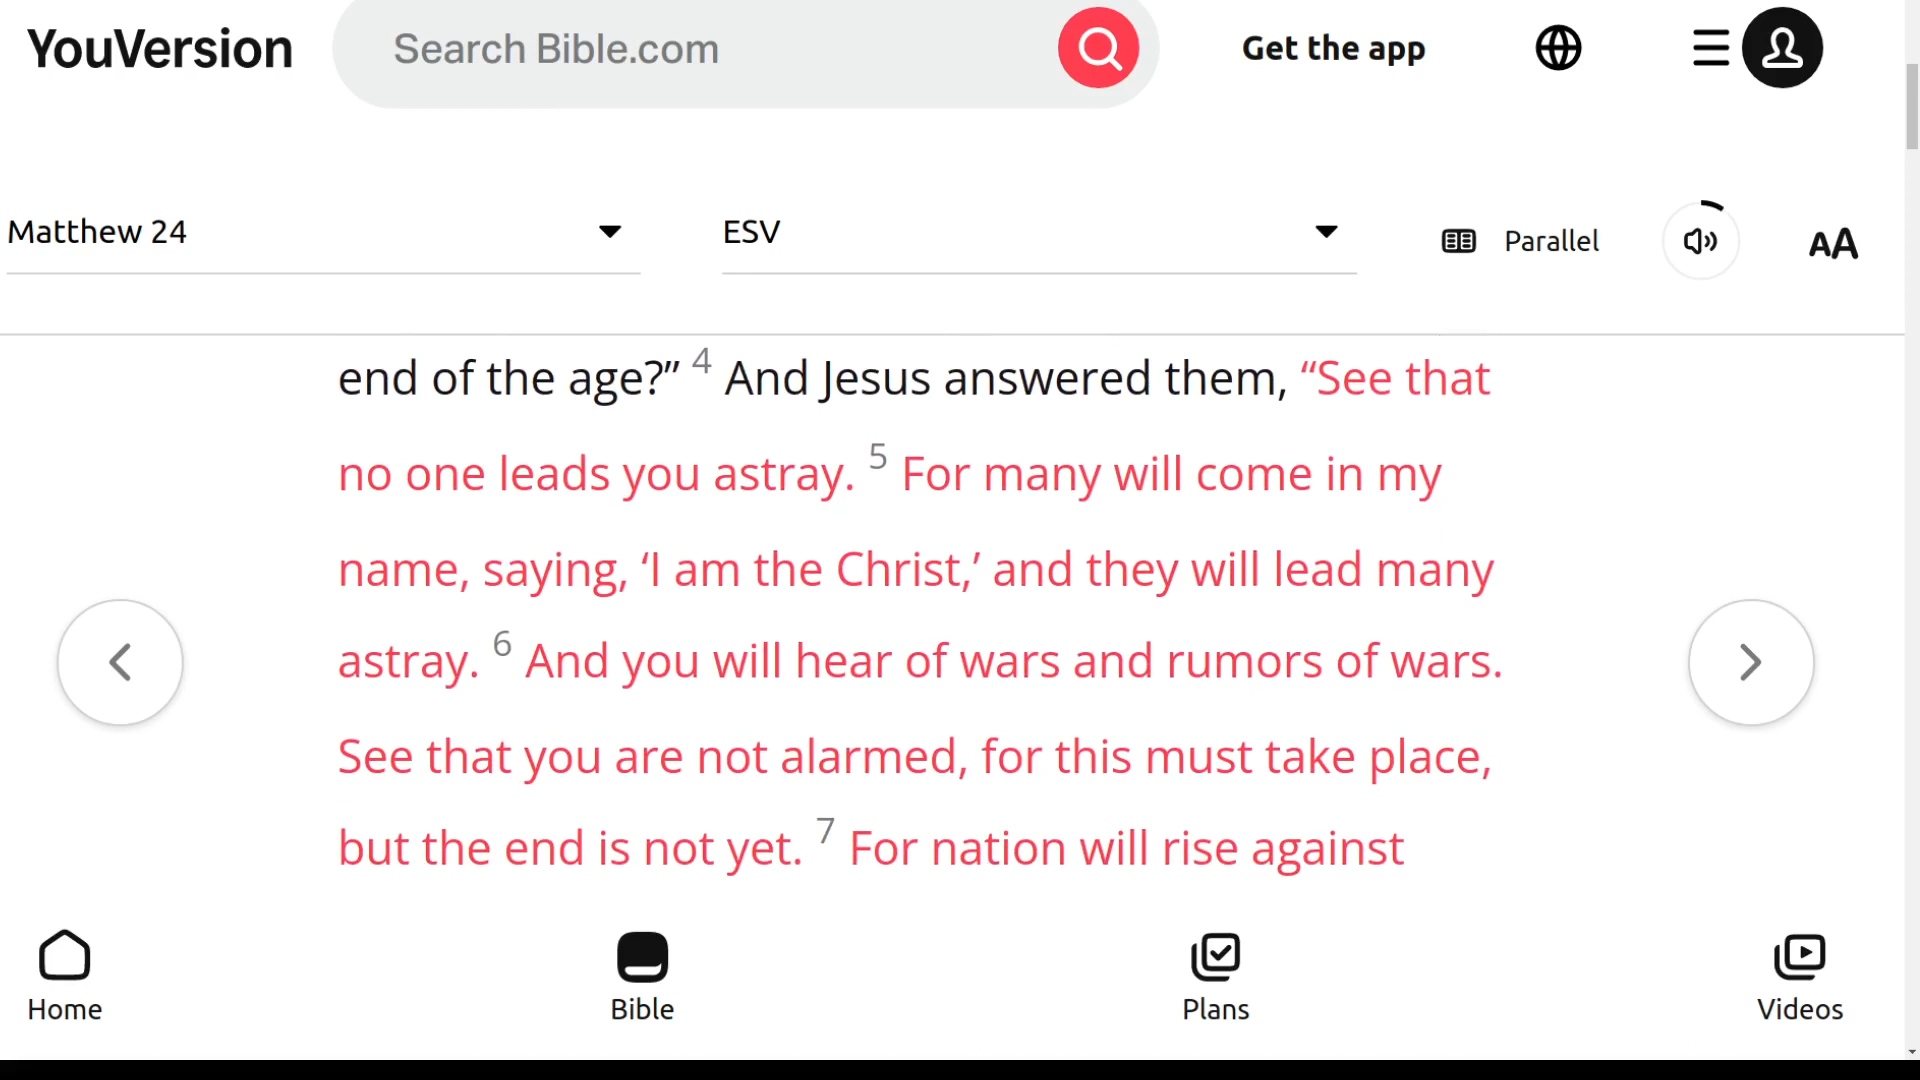 YouVersion Search Bible.com Get the app
Matthew 24 ESV Parallel AA
end of the age?” 4 And Jesus answered them, “See that
no one leads you astray. 5 For many will come in my
name, saying, ‘I am the Christ,’ and they will lead many
astray. 6 And you will hear of wars and rumors of wars.
See that you are not alarmed, for this must take place,
but the end is not yet. 7 For nation will rise against
Home Bible Plans Videos